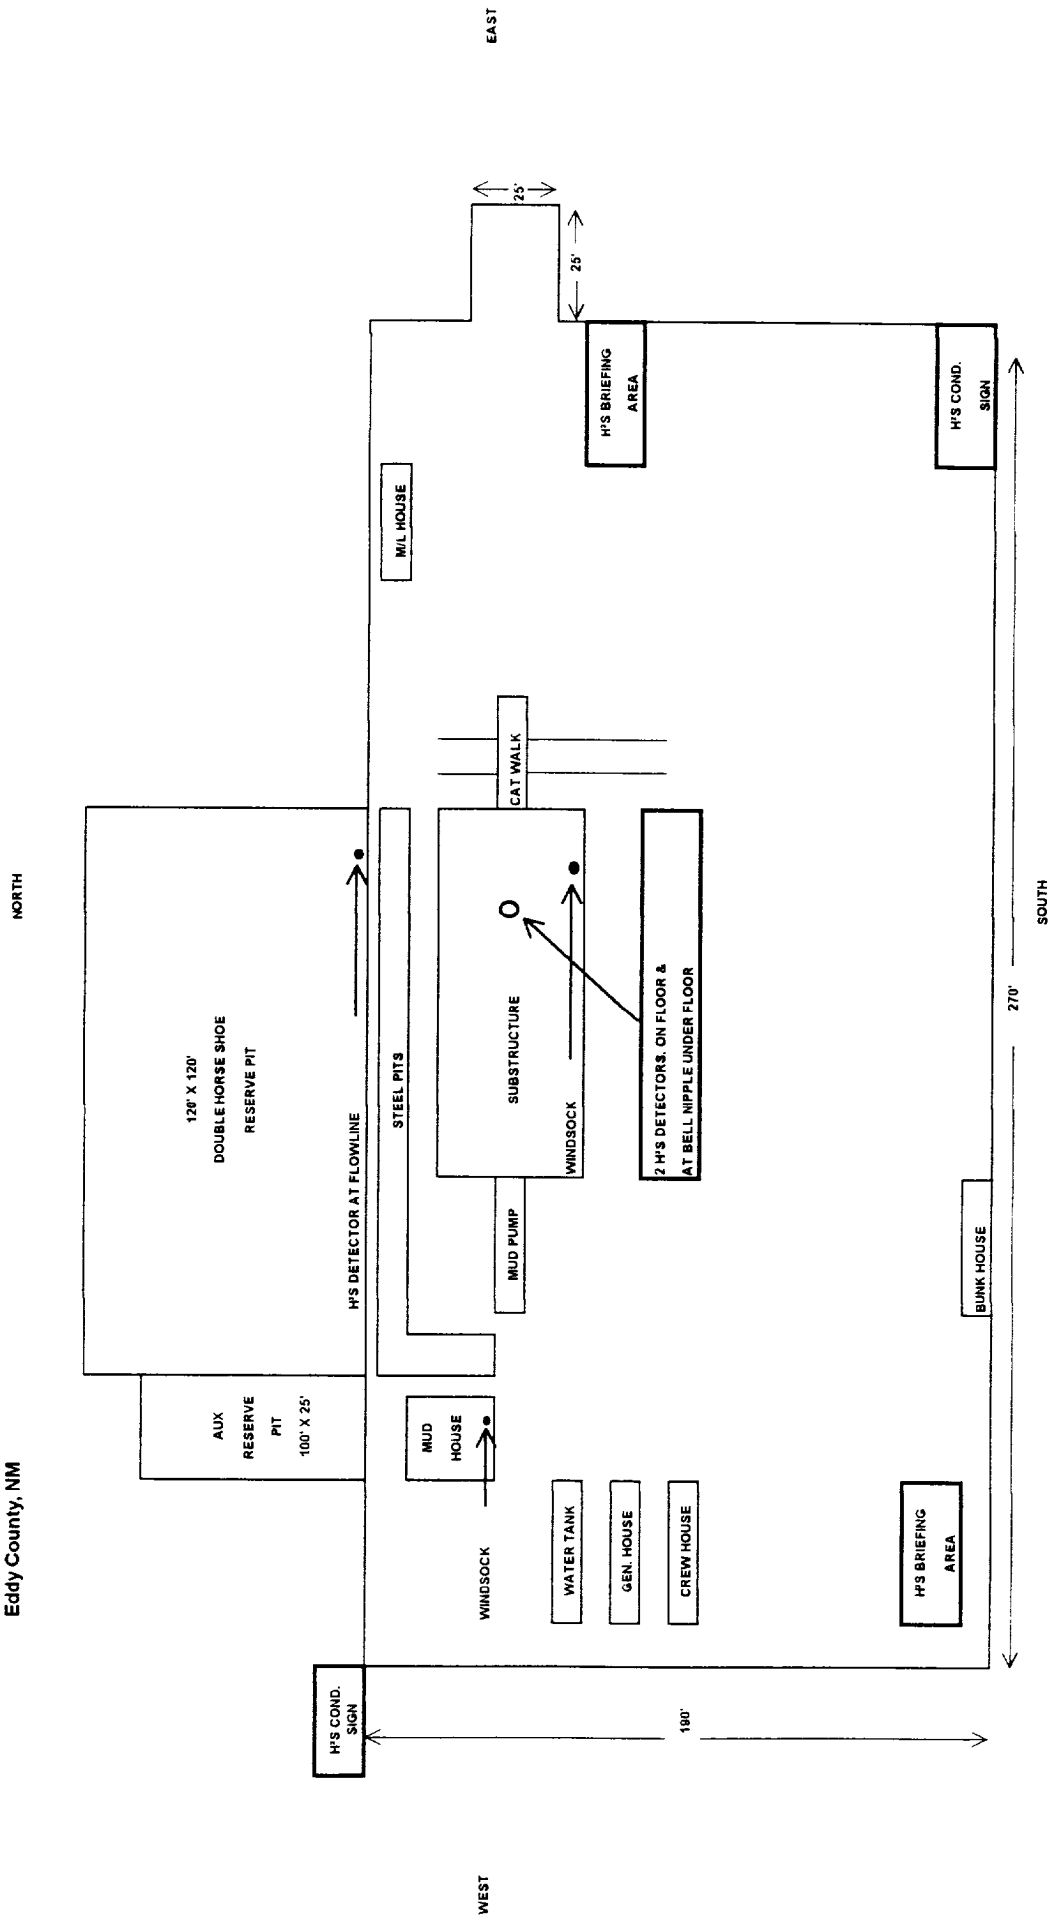 Eddy County, NM
NORTH
120' X 120'
DOUBLE HORSE SHOE
RESERVE PIT
AUX
RESERVE
PIT
100' X 25'
H²S COND.
SIGN
H²S DETECTOR AT FLOWLINE
STEEL PITS
M/L HOUSE
MUD
HOUSE
WEST
WINDSOCK
MUD PUMP
SUBSTRUCTURE
CAT WALK
25'
EAST
WATER TANK
WINDSOCK
25'
GEN. HOUSE
H²S BRIEFING
AREA
CREW HOUSE
2 H²S DETECTORS. ON FLOOR &
AT BELL NIPPLE UNDER FLOOR
190'
H²S BRIEFING
AREA
BUNK HOUSE
H²S COND.
SIGN
270'
SOUTH